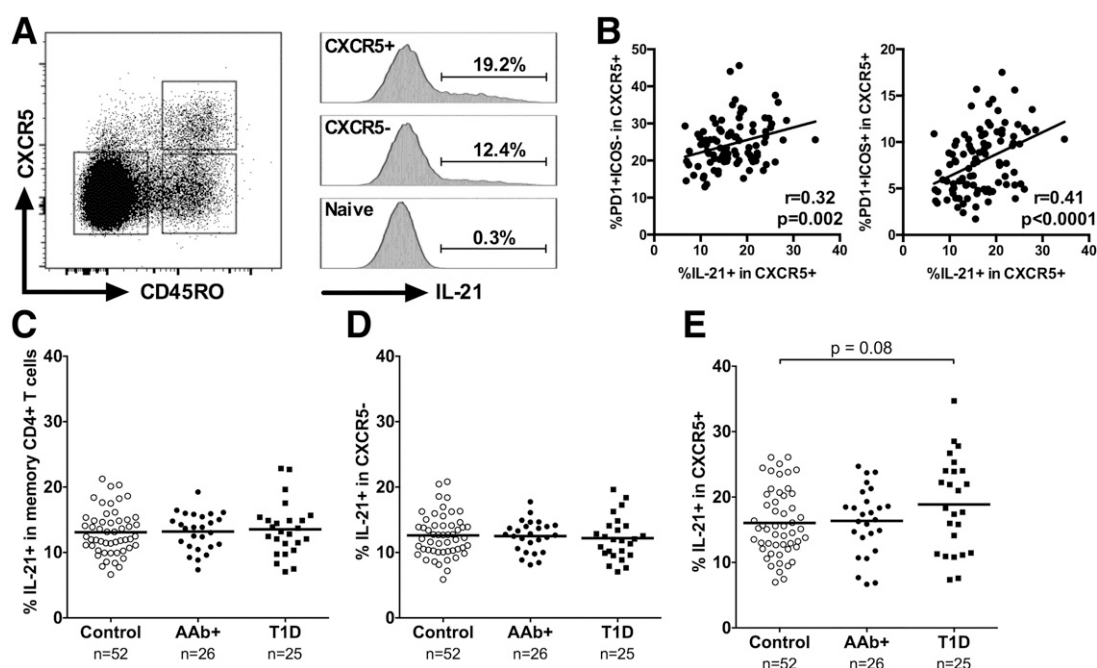 A
CXCR5
CD45RO
CXCR5+
19.2%
CXCR5-
12.4%
Naive
0.3%
IL-21
B
%PD1+ICOS- in CXCR5+
50
40
30
20
10
0
r=0.32
p=0.002
0 10 20 30 40
%IL-21+ in CXCR5+
%PD1+ICOS+ in CXCR5+
20
15
10
5
0
r=0.41
p<0.0001
0 10 20 30 40
%IL-21+ in CXCR5+
C
% IL-21+ in memory CD4+ T cells
40
30
20
10
0
Control AAb+ T1D
n=52 n=26 n=25
D
% IL-21+ in CXCR5-
40
30
20
10
0
Control AAb+ T1D
n=52 n=26 n=25
E
p = 0.08
% IL-21+ in CXCR5+
40
30
20
10
0
Control AAb+ T1D
n=52 n=26 n=25